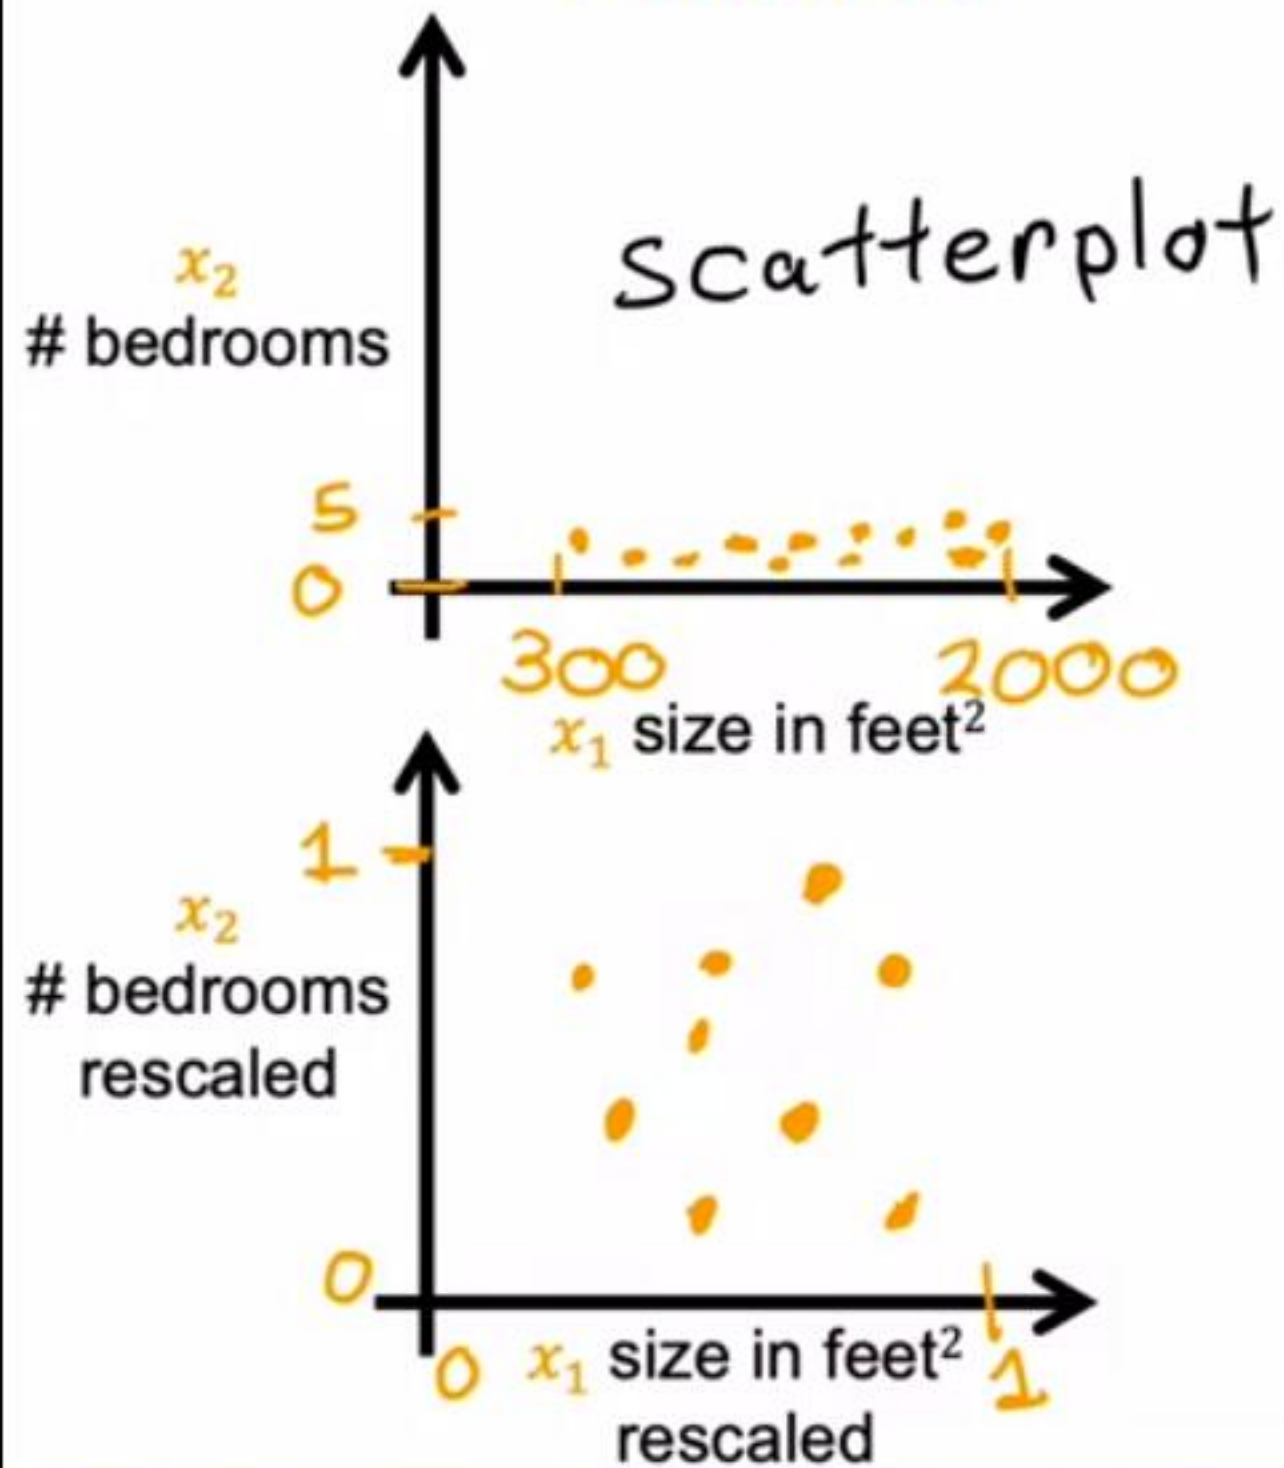 scatterplot
x₂
# bedrooms
5
0
300 2000
x₁ size in feet²
1
x₂
# bedrooms
rescaled
0
0 x₁ size in feet² 1
rescaled